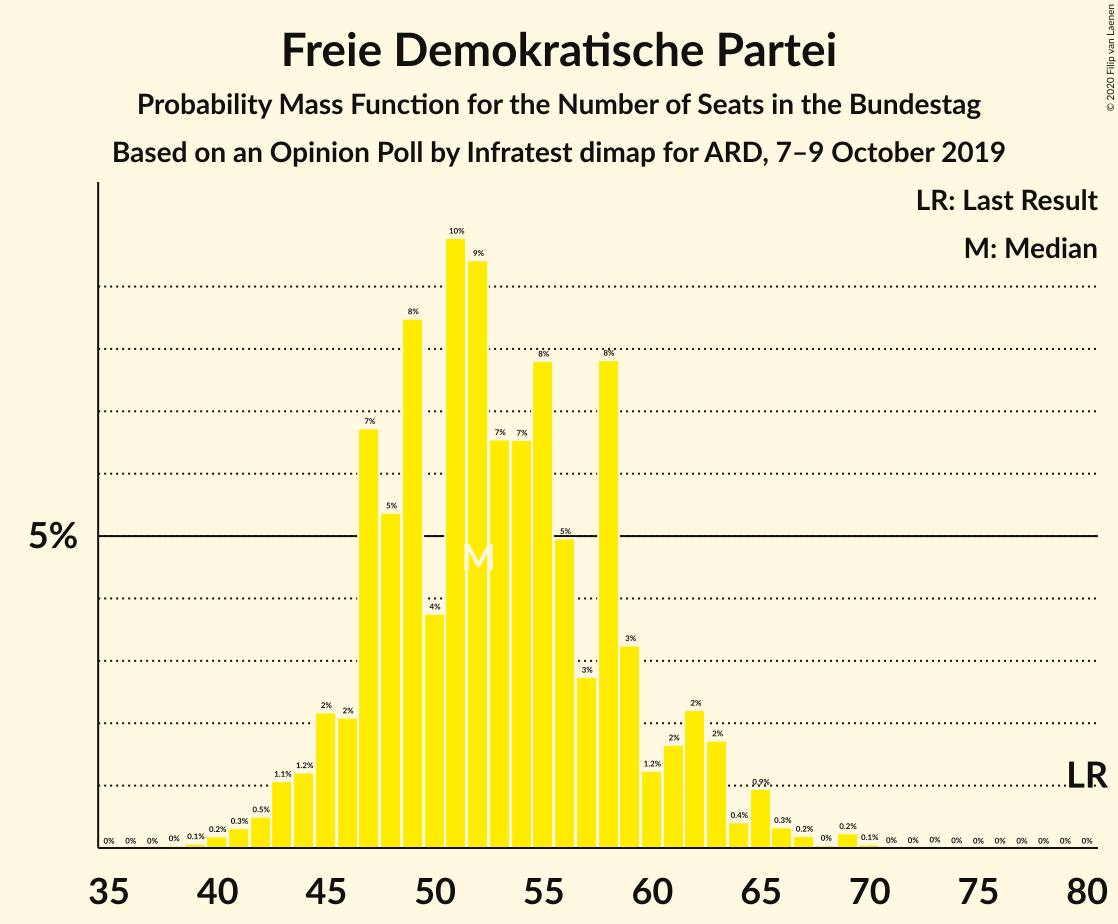 Freie Demokratische Partei
Probability Mass Function for the Number of Seats in the Bundestag
Based on an Opinion Poll by Infratest dimap for ARD, 7–9 October 2019
© 2020 Filip van Laenen
LR: Last Result
M: Median
5%
0% 0% 0% 0% 0.1% 0.2% 0.3% 0.5% 1.1% 1.2% 2% 2% 7% 5% 8% 4% 10% 9% 7% 7% 8% 5% 3% 8% 3% 1.2% 2% 2% 2% 0.4% 0.9% 0.3% 0.2% 0% 0.2% 0.1% 0% 0% 0% 0% 0% 0% 0% 0% 0% 0%
M
LR
35 40 45 50 55 60 65 70 75 80